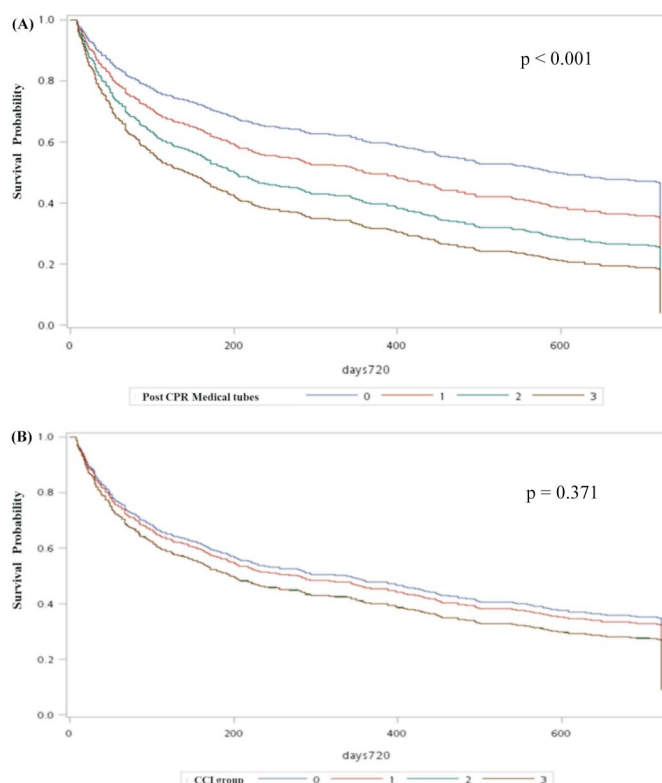 (A)
1.0
0.8
0.6
0.4
0.2
0.0
Survival Probability
p < 0.001
0 200 400 600
days720
Post CPR Medical tubes 0 1 2 3
(B)
1.0
0.8
0.6
0.4
0.2
0.0
Survival Probability
p = 0.371
0 200 400 600
days720
CCI group 0 1 2 3